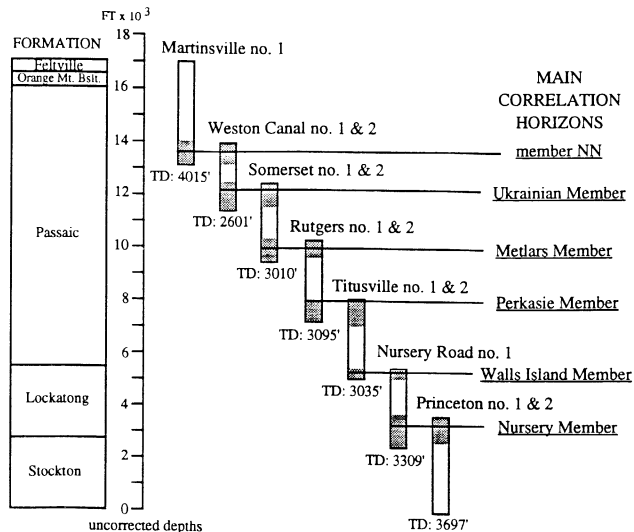 FT x 10³
FORMATION
18
Martinsville no. 1
Feltville
Orange Mt. Bslt.
16
MAIN
CORRELATION
HORIZONS
Weston Canal no. 1 & 2
14
member NN
TD: 4015'
Somerset no. 1 & 2
12
Ukrainian Member
TD: 2601'
Rutgers no. 1 & 2
Passaic
10
Metlars Member
TD: 3010'
Titusville no. 1 & 2
8
Perkasie Member
TD: 3095'
Nursery Road no. 1
6
Walls Island Member
TD: 3035'
Princeton no. 1 & 2
Lockatong
4
Nursery Member
TD: 3309'
2
Stockton
0
TD: 3697'
uncorrected depths